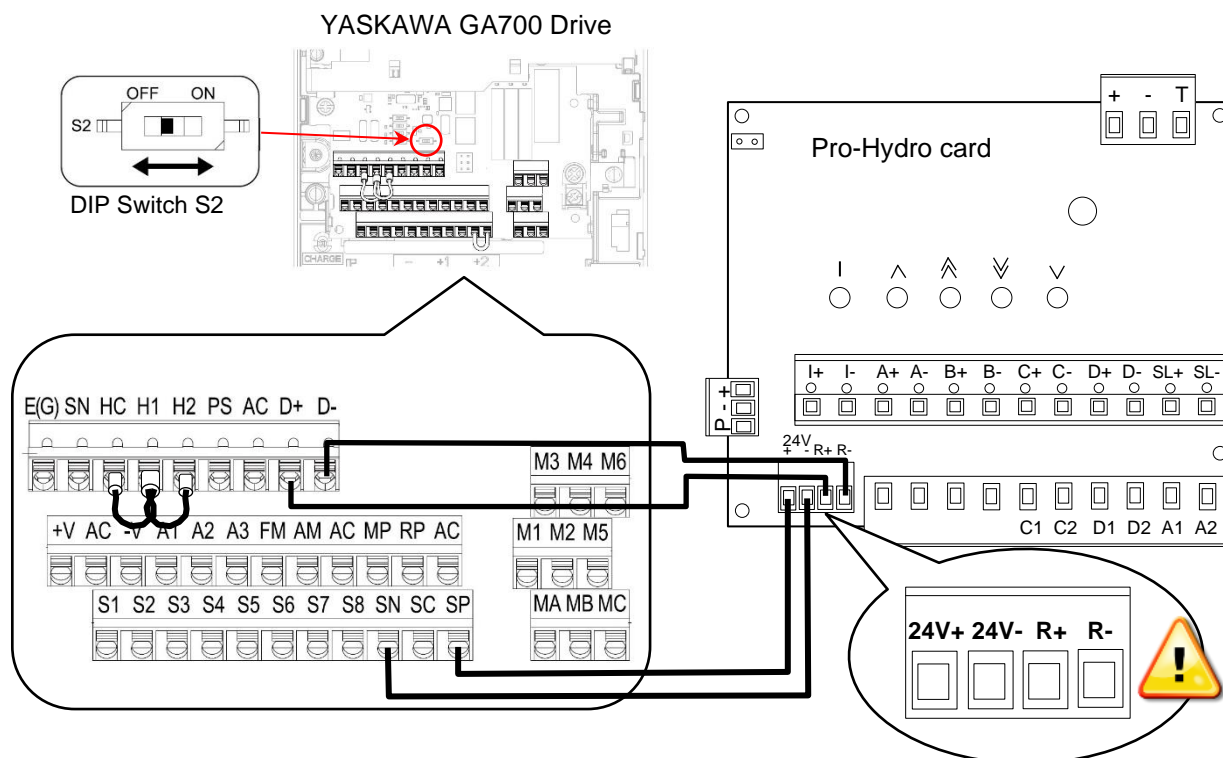 YASKAWA GA700 Drive
OFF ON
S2
DIP Switch S2
CHARGE
- +1 +2
Pro-Hydro card
+ - T
I+ I- A+ A- B+ B- C+ C- D+ D- SL+ SL-
P - +
24V
+ - R+ R-
C1 C2 D1 D2 A1 A2
24V+ 24V- R+ R-
E(G) SN HC H1 H2 PS AC D+ D-
+V AC -V A1 A2 A3 FM AM AC MP RP AC
S1 S2 S3 S4 S5 S6 S7 S8 SN SC SP
M3 M4 M6
M1 M2 M5
MA MB MC